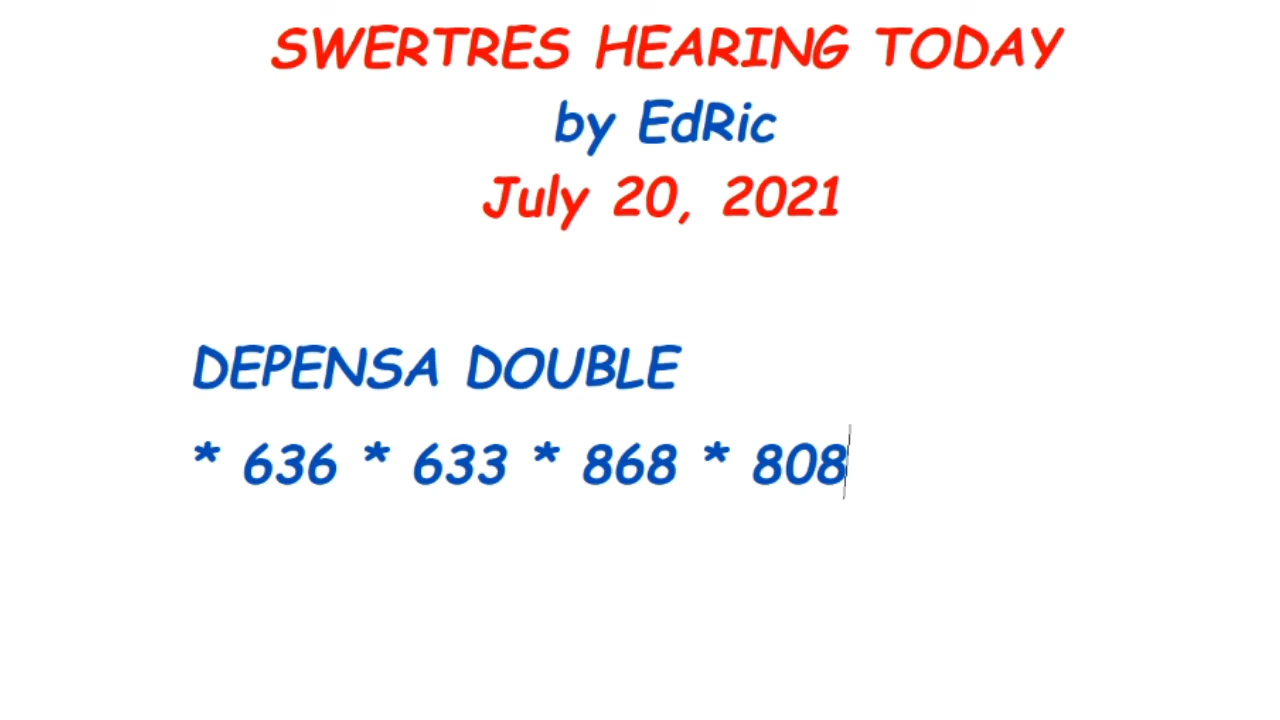 SWERTRES HEARING TODAY
by EdRic
July 20, 2021
DEPENSA DOUBLE
* 636 * 633 * 868 * 808